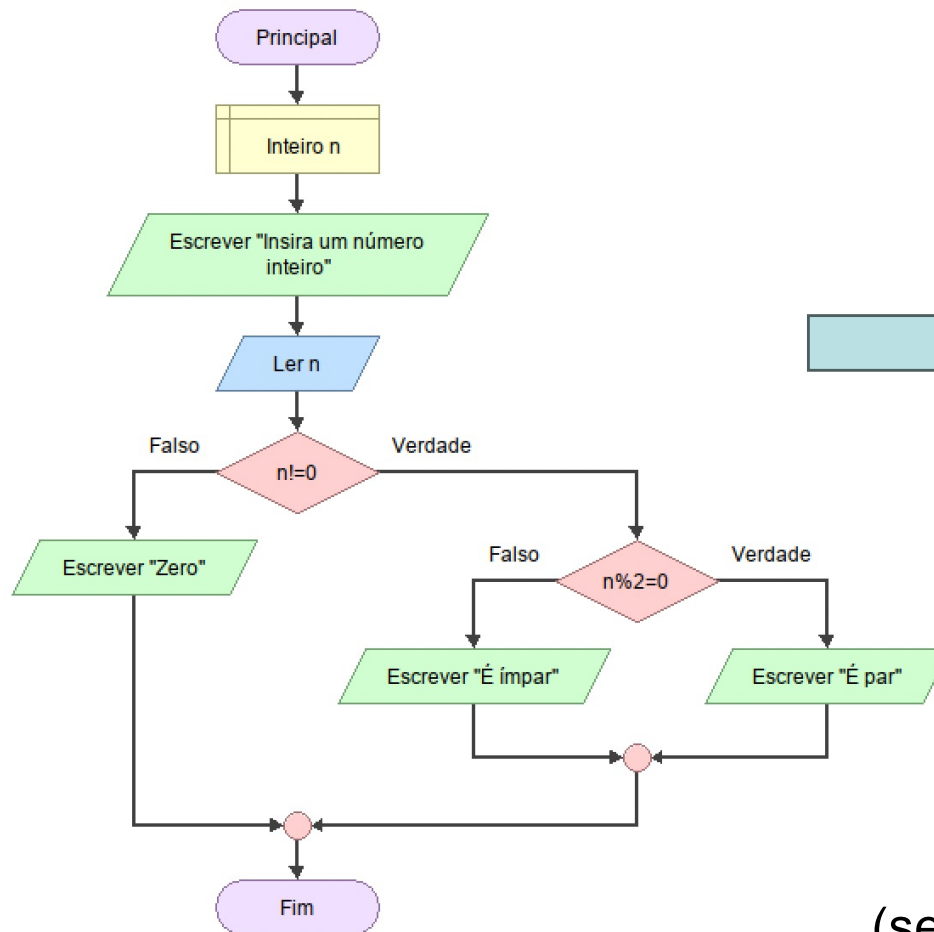 Principal
Inteiro n
Escrever "Insira um número
inteiro"
Ler n
Falso
Verdade
n!=0
Escrever "Zero"
Falso
Verdade
n%2=0
Escrever "É ímpar"
Escrever "É par"
Fim
(se